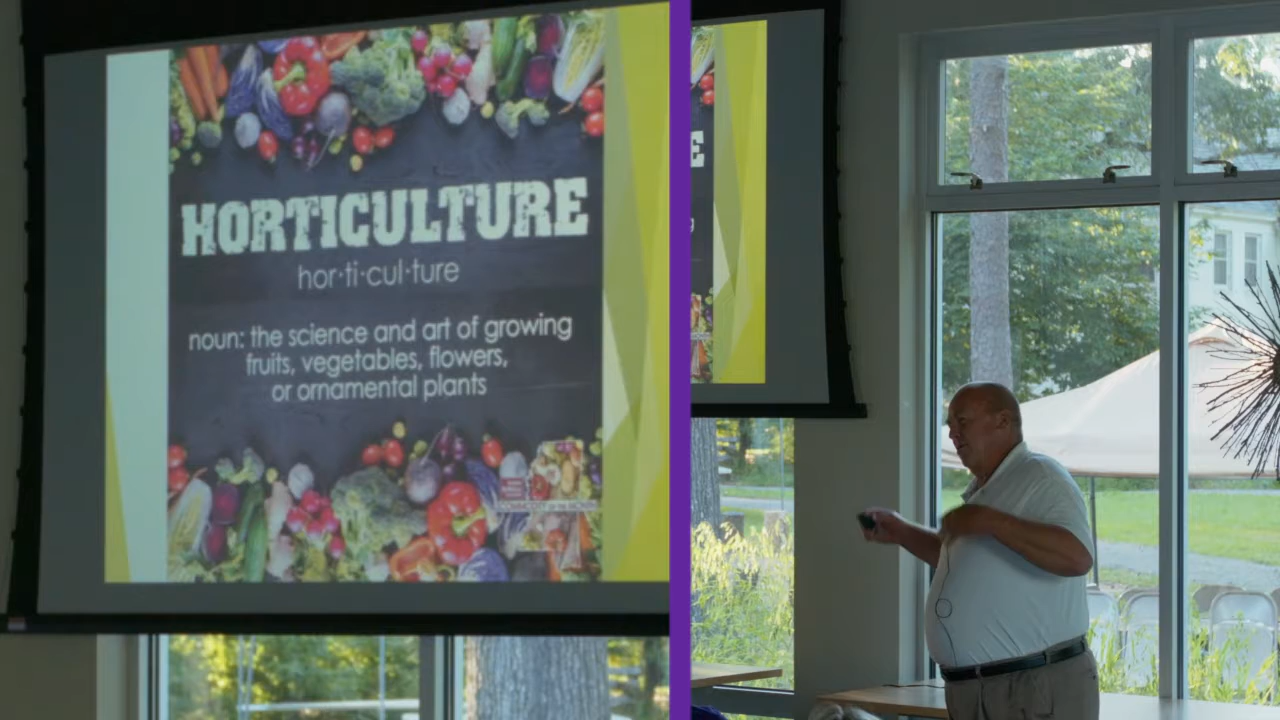 HORTICULTURE
hor·ti·cul·ture
noun: the science and art of growing
fruits, vegetables, flowers,
or ornamental plants
E